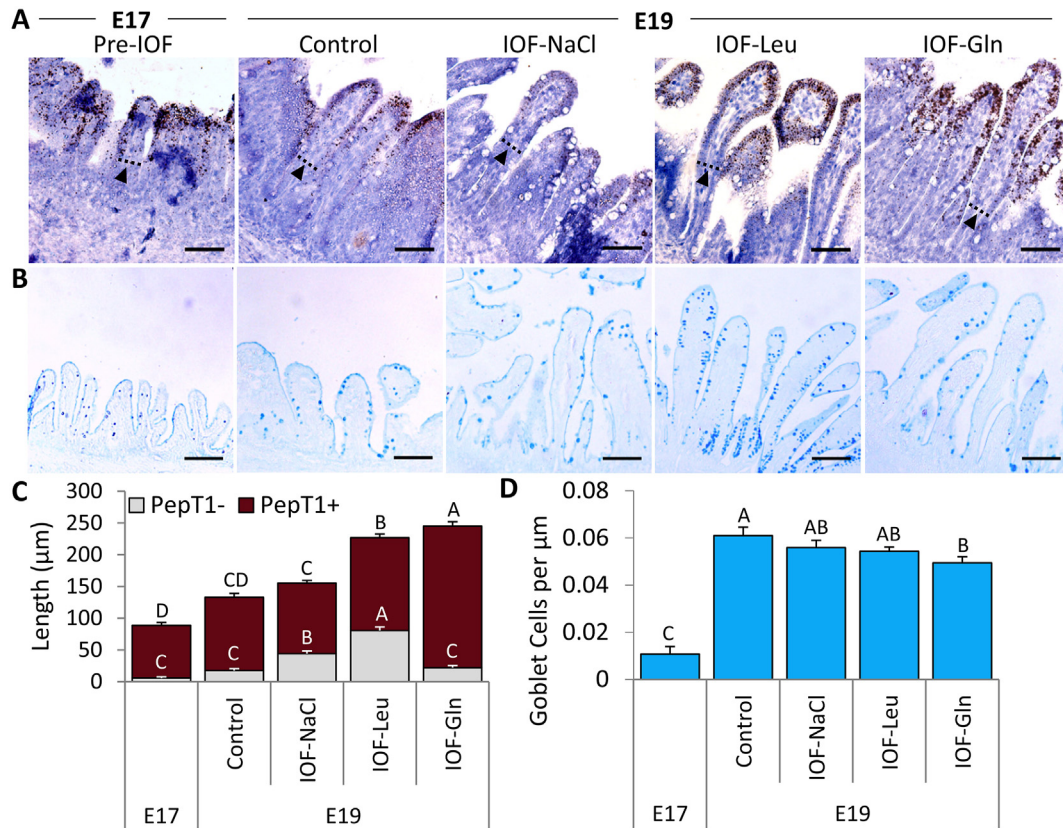 A
E17
E19
Pre-IOF
Control
IOF-NaCl
IOF-Leu
IOF-Gln
B
C
300
250
200
150
100
50
0
Length (µm)
PepT1-
PepT1+
D
C
CD
C
C
B
B
A
A
C
Control
IOF-NaCl
IOF-Leu
IOF-Gln
E17
E19
D
0.08
0.06
0.04
0.02
0
Goblet Cells per µm
C
A
AB
AB
B
Control
IOF-NaCl
IOF-Leu
IOF-Gln
E17
E19